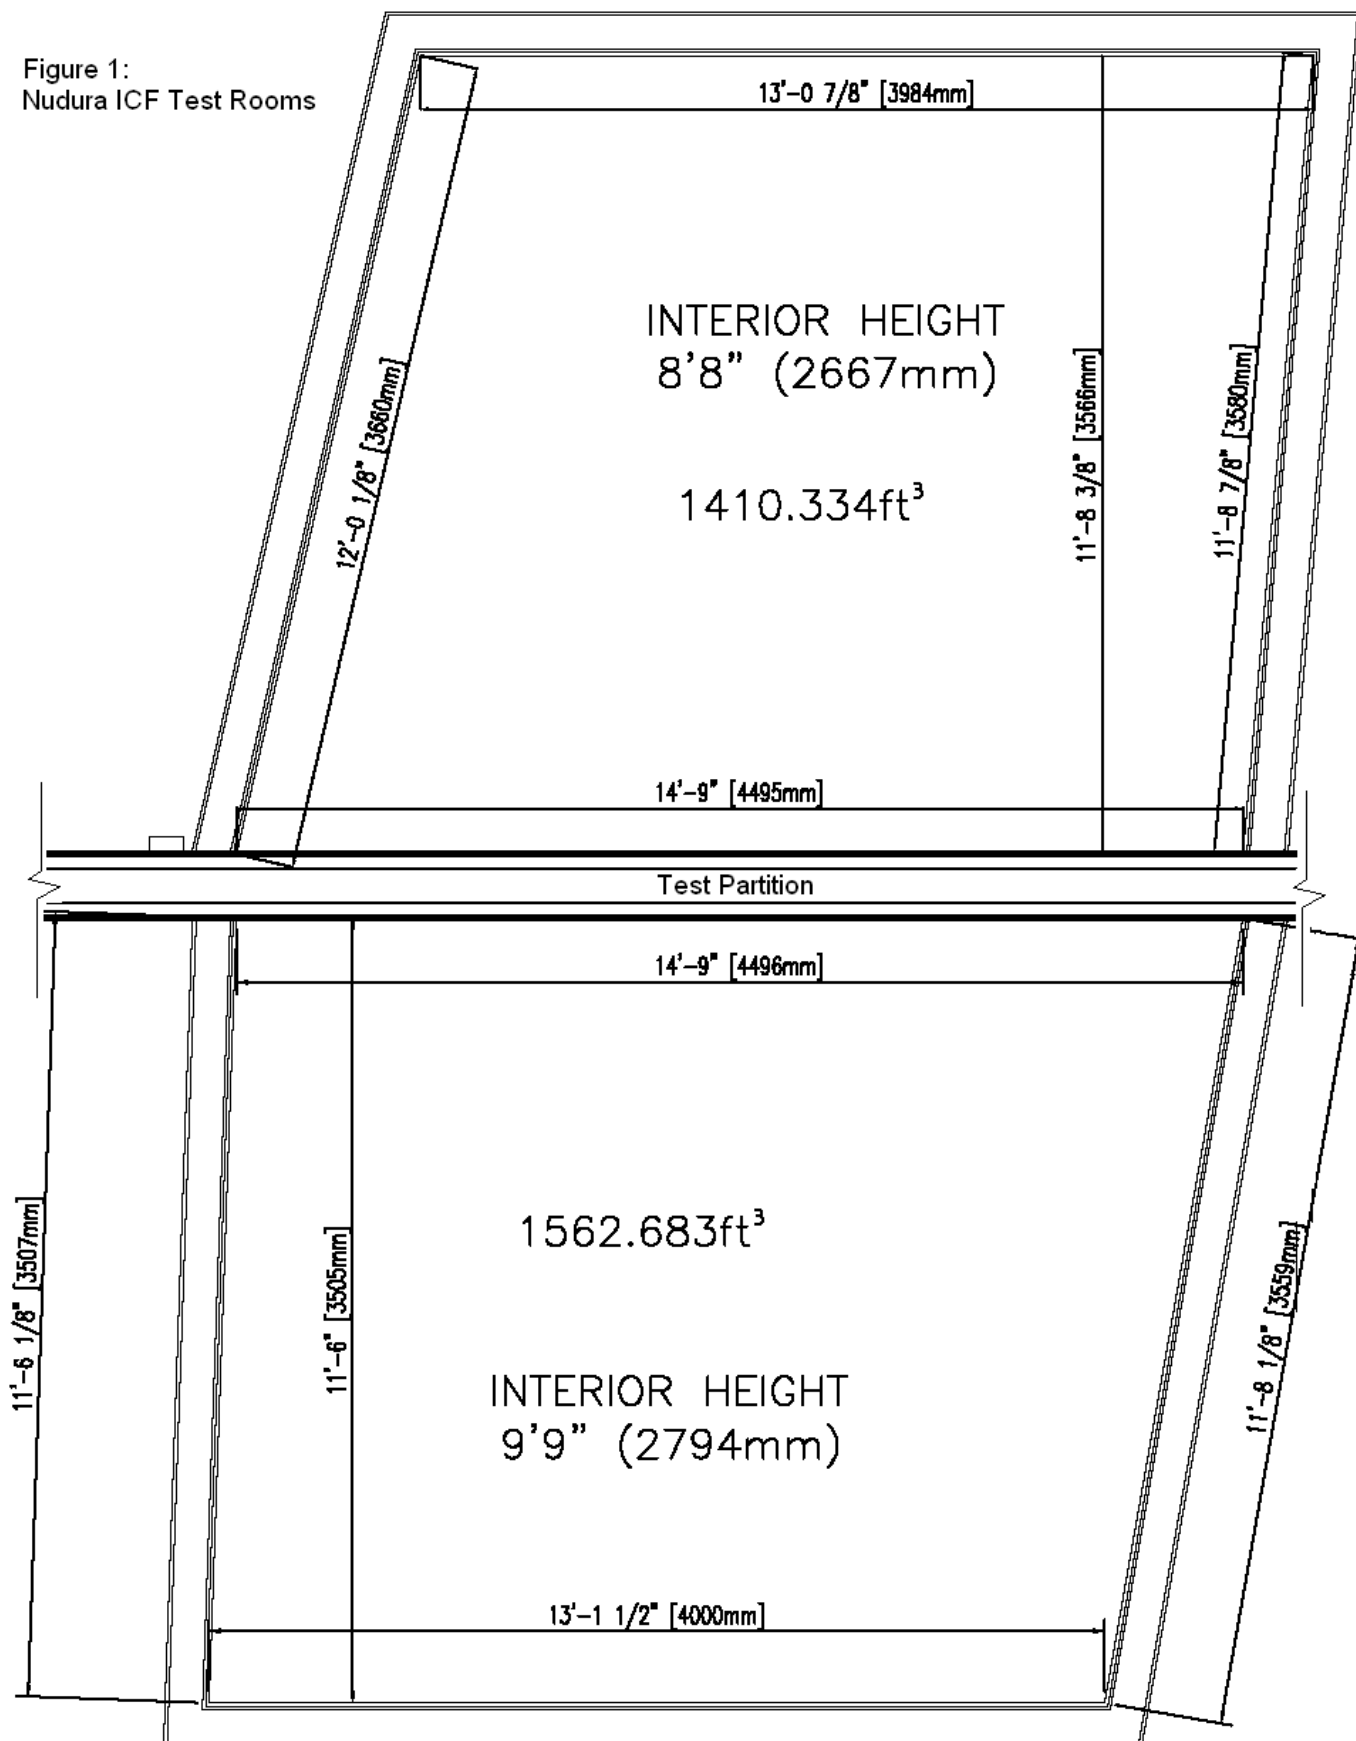 Figure 1:
Nudura ICF Test Rooms
13'-0 7/8" [3984mm]
INTERIOR HEIGHT
8'8" (2667mm)
12'-0 1/8" [3660mm]
11'-8 3/8" [3566mm]
11'-8 7/8" [3580mm]
1410.334ft³
14'-9" [4495mm]
Test Partition
14'-9" [4496mm]
11'-6 1/8" [3507mm]
11'-6" [3505mm]
1562.683ft³
11'-8 1/8" [3559mm]
INTERIOR HEIGHT
9'9" (2794mm)
13'-1 1/2" [4000mm]